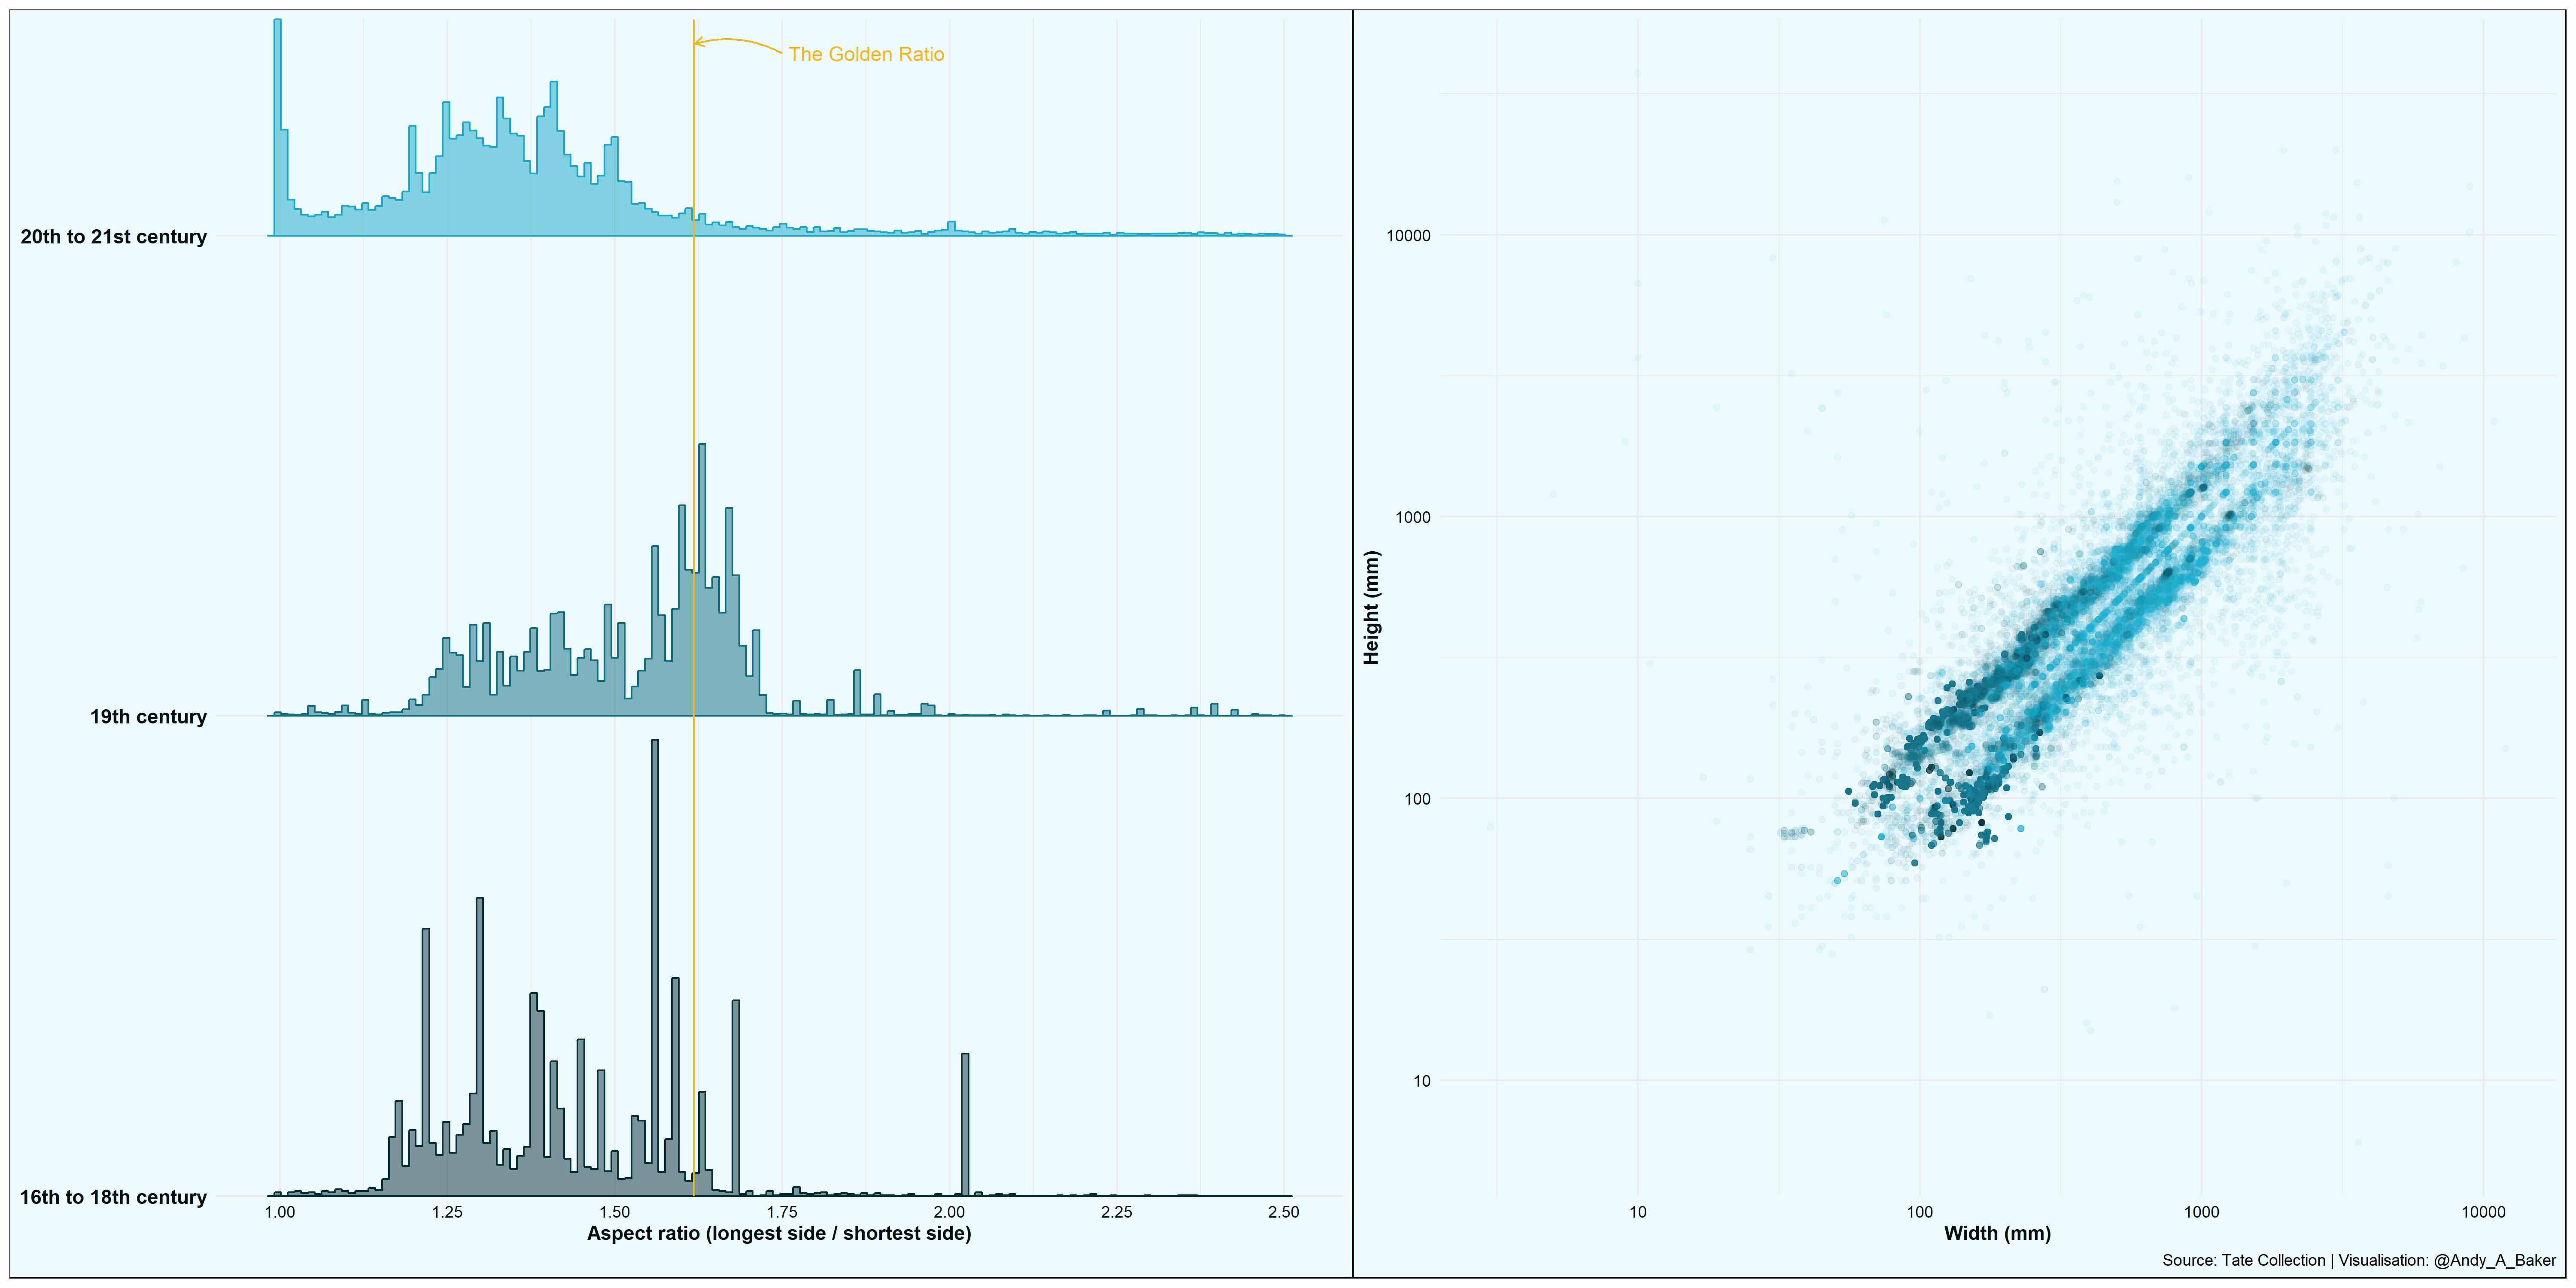 The Golden Ratio
20th to 21st century
19th century
16th to 18th century
1.00 1.25 1.50 1.75 2.00 2.25 2.50
Aspect ratio (longest side / shortest side)
Height (mm)
10000
1000
100
10
10 100 1000 10000
Width (mm)
Source: Tate Collection | Visualisation: @Andy_A_Baker